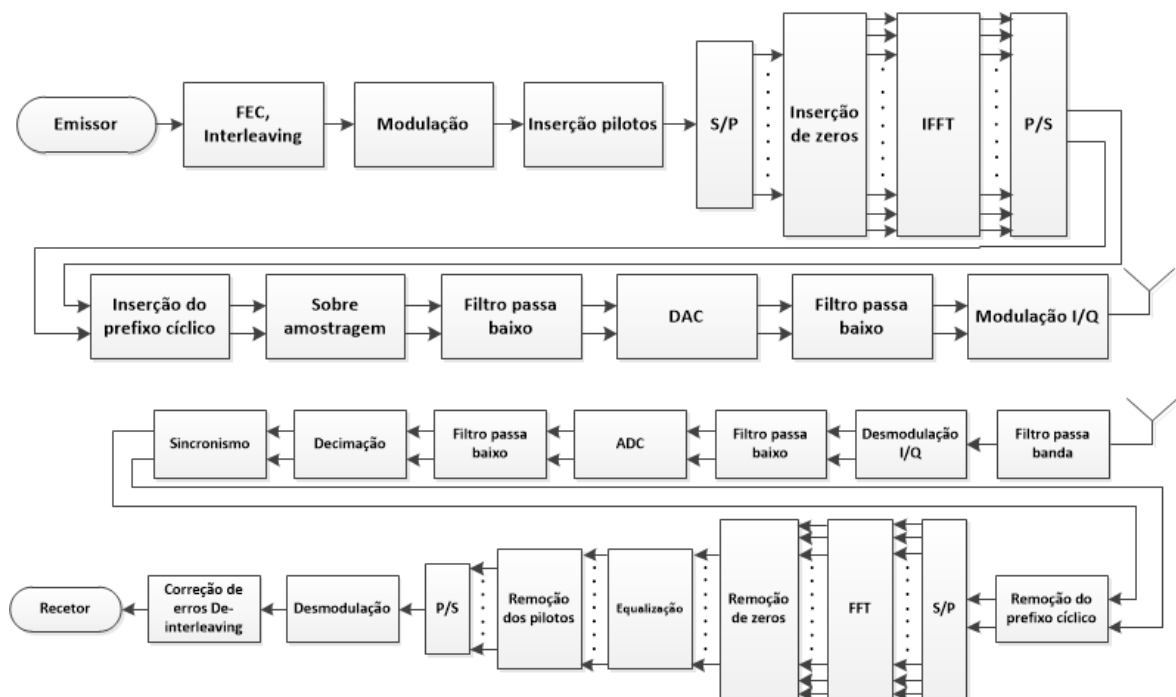 Emissor
FEC,
Interleaving
Modulação
Inserção pilotos
S/P
Inserção
de zeros
IFFT
P/S
Inserção do
prefixo cíclico
Sobre
amostragem
Filtro passa
baixo
DAC
Filtro passa
baixo
Modulação I/Q
Sincronismo
Decimação
Filtro passa
baixo
ADC
Filtro passa
baixo
Desmodulação
I/Q
Filtro passa
banda
Recetor
Correção de
erros De-
interleaving
Desmodulação
P/S
Remoção
dos pilotos
Equalização
Remoção
de zeros
FFT
S/P
Remoção do
prefixo cíclico